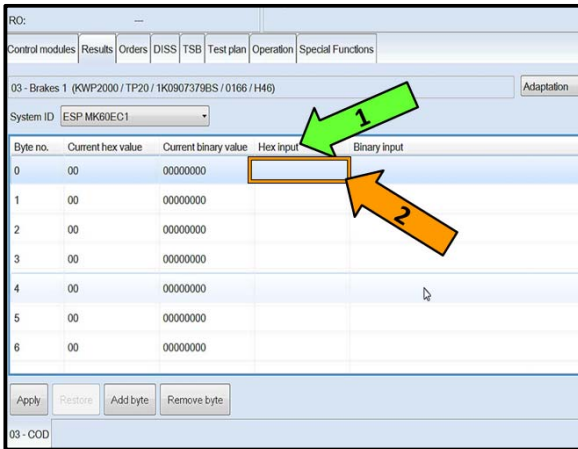 RO: ---
Control modules Results Orders DISS TSB Test plan Operation Special Functions
03 - Brakes 1 (KWP2000 / TP20 / 1K0907379BS / 0166 / H46) Adaptation
System ID ESP MK60EC1
1
Byte no. Current hex value Current binary value Hex input Binary input
0 00 00000000
2
1 00 00000000
2 00 00000000
3 00 00000000
4 00 00000000
5 00 00000000
6 00 00000000
Apply Restore Add byte Remove byte
03 - COD